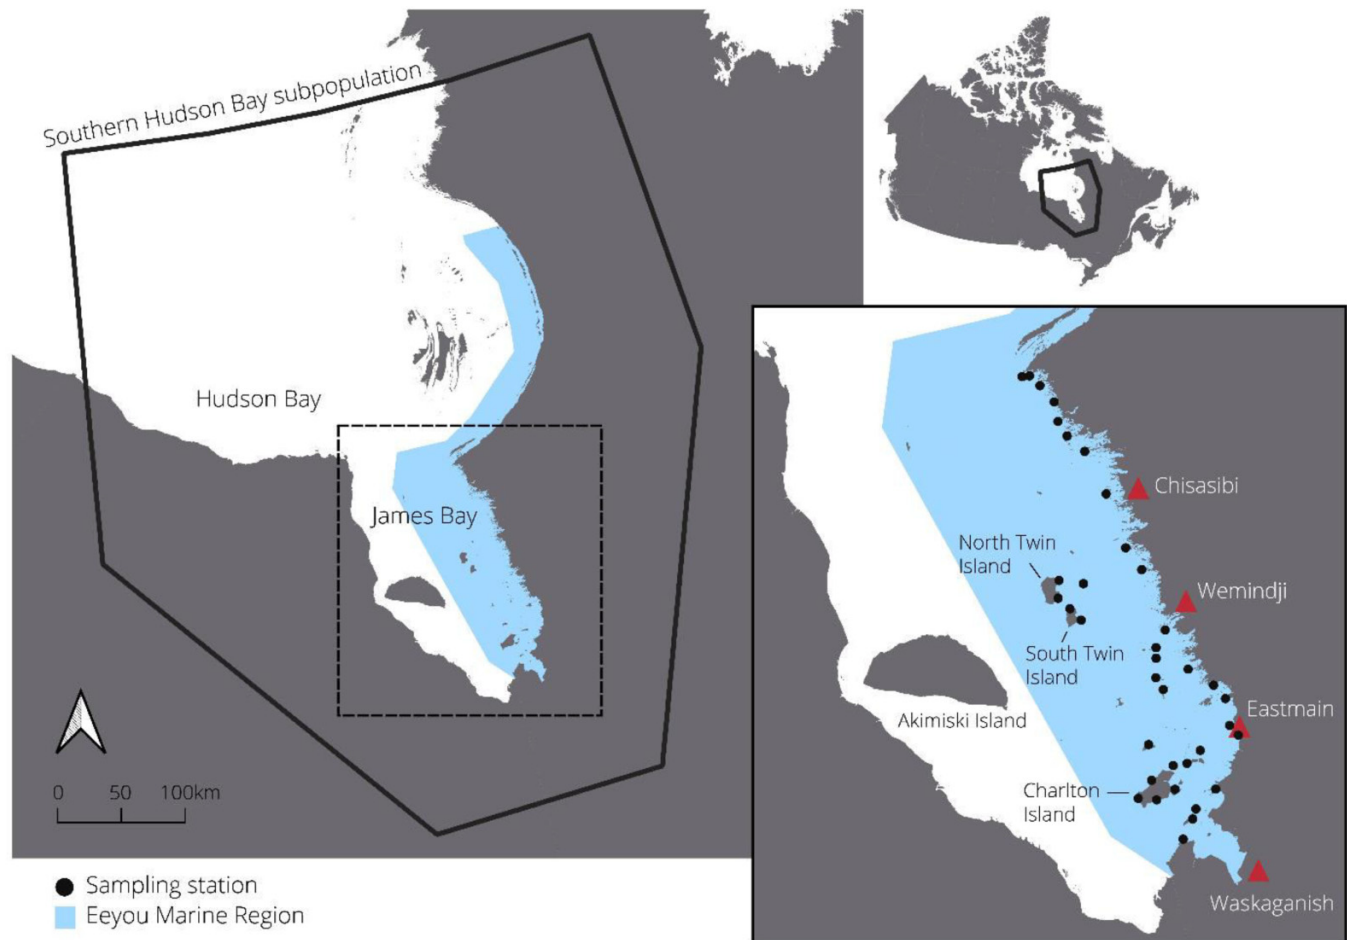 Southern Hudson Bay subpopulation
Hudson Bay
James Bay
0 50 100km
Sampling station
Eeyou Marine Region
Chisasibi
North Twin
Island
Wemindji
South Twin
Island
Eastmain
Akimiski Island
Charlton
Island
Waskaganish